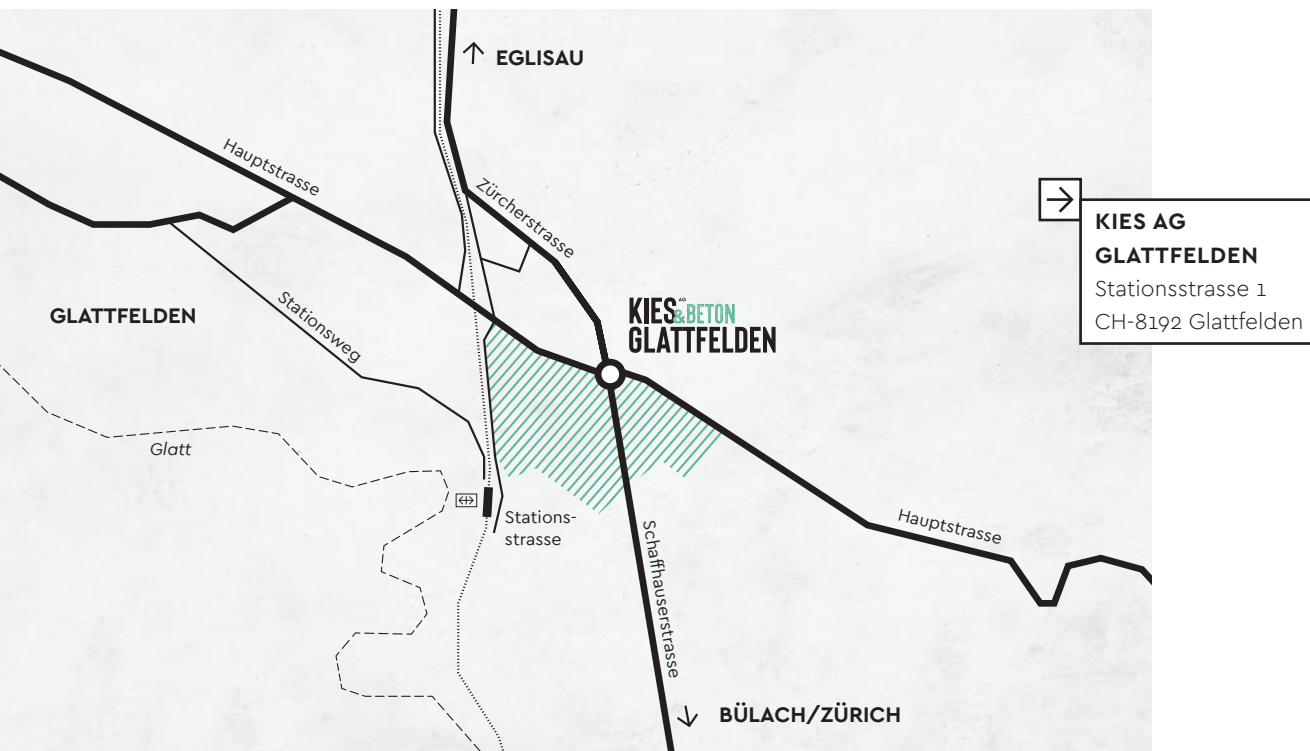 EGLISAU
Hauptstrasse
Zürcherstrasse
KIES AG
GLATTFELDEN
Stationsstrasse 1
CH-8192 Glattfelden
GLATTFELDEN
Stationsweg
KIES AG
&BETON
GLATTFELDEN
Glatt
Stations-
strasse
Schaffhauserstrasse
Hauptstrasse
BÜLACH/ZÜRICH